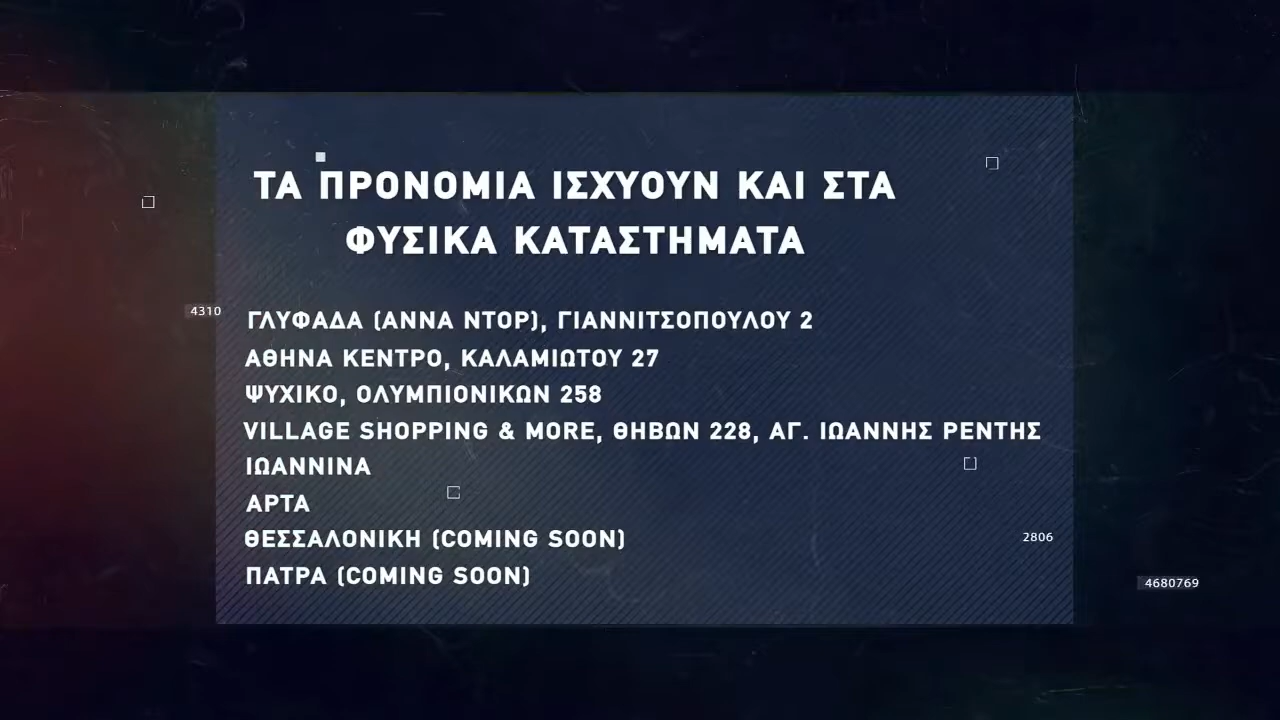 ΤΑ ΠΡΟΝΟΜΙΑ ΙΣΧΥΟΥΝ ΚΑΙ ΣΤΑ
ΦΥΣΙΚΑ ΚΑΤΑΣΤΗΜΑΤΑ
4310
ΓΛΥΦΑΔΑ (ΑΝΝΑ ΝΤΟΡ), ΓΙΑΝΝΙΤΣΟΠΟΥΛΟΥ 2
ΑΘΗΝΑ ΚΕΝΤΡΟ, ΚΑΛΑΜΙΩΤΟΥ 27
ΨΥΧΙΚΟ, ΟΛΥΜΠΙΟΝΙΚΩΝ 258
VILLAGE SHOPPING & MORE, ΘΗΒΩΝ 228, ΑΓ. ΙΩΑΝΝΗΣ ΡΕΝΤΗΣ
ΙΩΑΝΝΙΝΑ
ΑΡΤΑ
ΘΕΣΣΑΛΟΝΙΚΗ (COMING SOON)
2806
ΠΑΤΡΑ (COMING SOON)
4680769